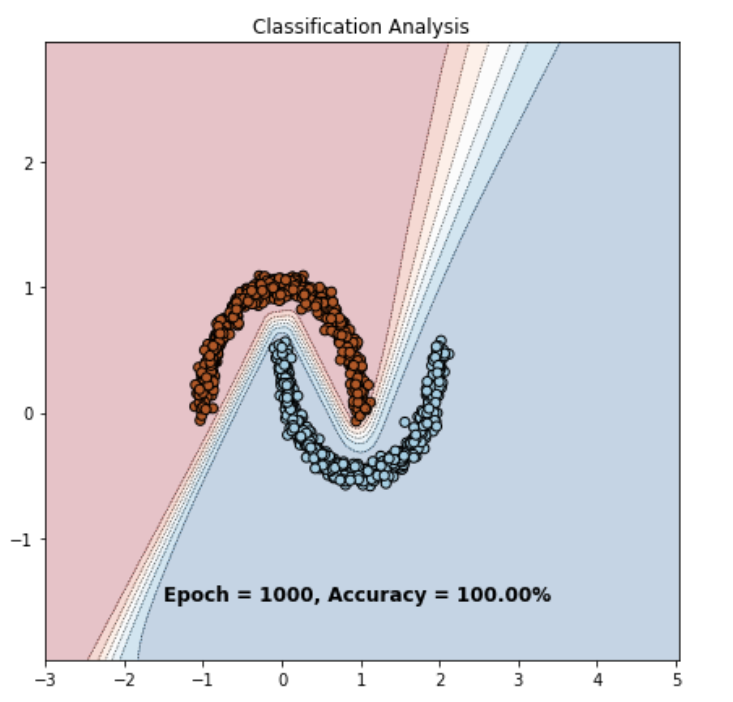 Classification Analysis
2
1
0
−1
Epoch = 1000, Accuracy = 100.00%
−3 −2 −1 0 1 2 3 4 5